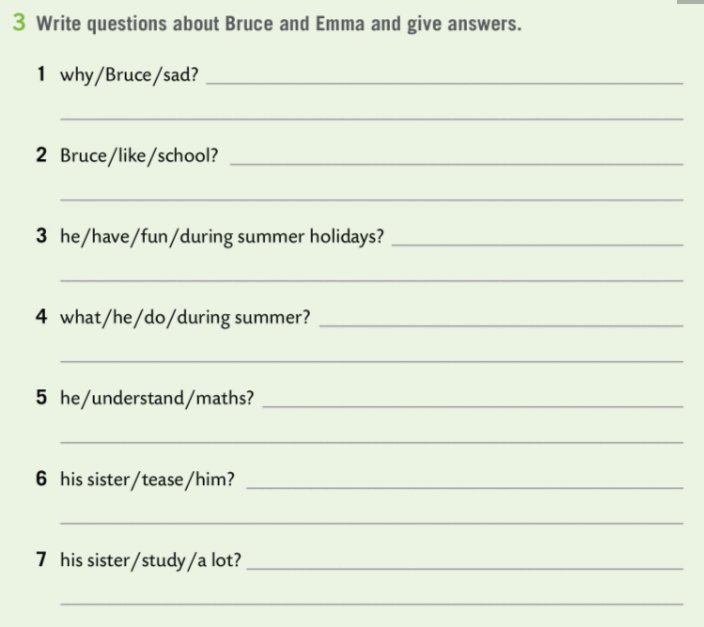 3 Write questions about Bruce and Emma and give answers.
1 why/Bruce/sad?
2 Bruce/like/school?
3 he/have/fun/during summer holidays?
4 what/he/do/during summer?
5 he/understand/maths?
6 his sister/tease/him?
7 his sister/study/a lot?